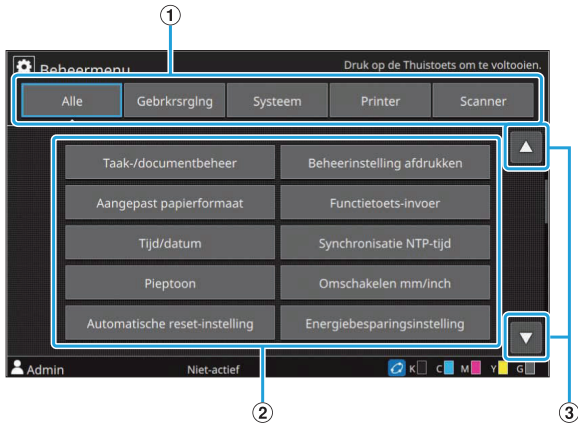 ①
Beheermenu
Druk op de Thuistoets om te voltooien.
Alle Gebrkrsrglng Systeem Printer Scanner
Taak-/documentbeheer Beheerinstelling afdrukken
Aangepast papierformaat Functietoets-invoer
Tijd/datum Synchronisatie NTP-tijd
Pieptoon Omschakelen mm/inch
Automatische reset-instelling Energiebesparingsinstelling
Admin Niet-actief K C M Y G
② ③